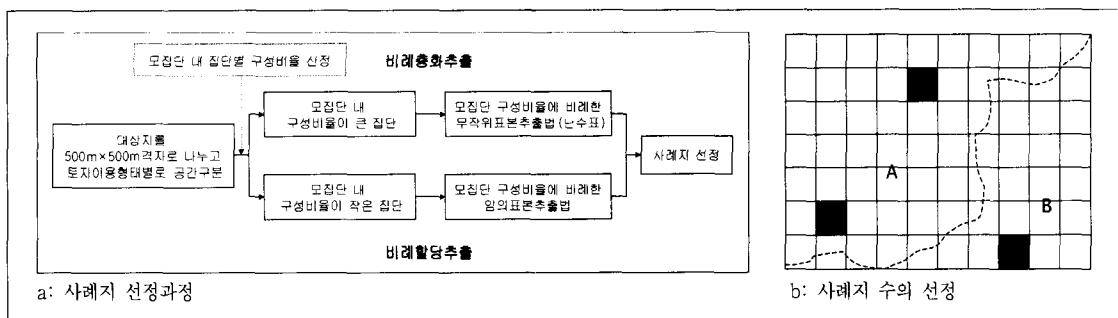 모집단 내 집단별 구성비율 산정
비례층화추출
대상지를
500m×500m격자로 나누고
토지이용형태별로 공간구분
모집단 내
구성비율이 큰 집단
모집단 구성비율에 비례한
무작위표본추출법(난수표)
사례지 선정
모집단 내
구성비율이 작은 집단
모집단 구성비율에 비례한
임의표본추출법
비례할당추출
a: 사례지 선정과정
A
B
b: 사례지 수의 선정